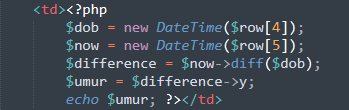 <td><?php
$dob = new DateTime($row[4]);
$now = new DateTime($row[5]);
$difference = $now->diff($dob);
$umur = $difference->y;
echo $umur; ?></td>